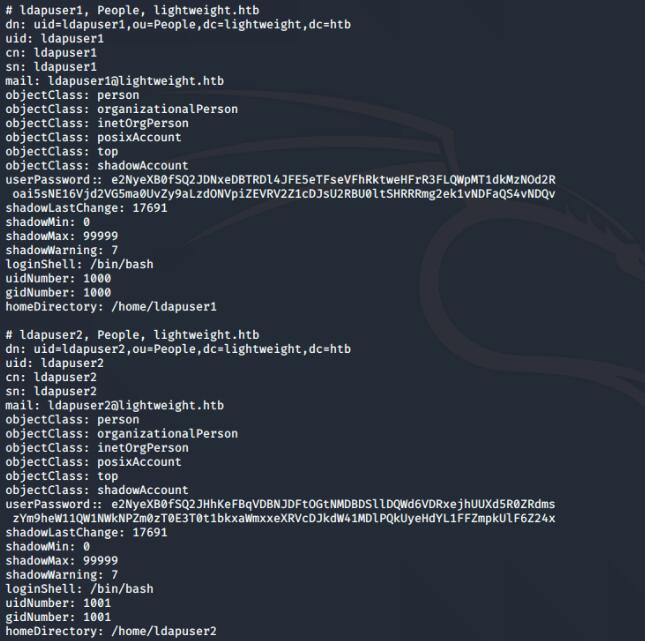 # ldapuser1, People, lightweight.htb
dn: uid=ldapuser1,ou=People,dc=lightweight,dc=htb
uid: ldapuser1
cn: ldapuser1
sn: ldapuser1
mail: ldapuser1@lightweight.htb
objectClass: person
objectClass: organizationalPerson
objectClass: inetOrgPerson
objectClass: posixAccount
objectClass: top
objectClass: shadowAccount
userPassword:: e2NyeXB0fSQ2JDNxeDBTRDl4JFE5eTFseVFhRktweHFrR3FLQWpMT1dkMzNOd2R
oai5sNE16Vjd2VG5ma0UvZy9aLzdONVpiZEVRV2Z1cDJsU2RBU0ltSHRRRmg2ek1vNDFaQS4vNDQv
shadowLastChange: 17691
shadowMin: 0
shadowMax: 99999
shadowWarning: 7
loginShell: /bin/bash
uidNumber: 1000
gidNumber: 1000
homeDirectory: /home/ldapuser1
# ldapuser2, People, lightweight.htb
dn: uid=ldapuser2,ou=People,dc=lightweight,dc=htb
uid: ldapuser2
cn: ldapuser2
sn: ldapuser2
mail: ldapuser2@lightweight.htb
objectClass: person
objectClass: organizationalPerson
objectClass: inetOrgPerson
objectClass: posixAccount
objectClass: top
objectClass: shadowAccount
userPassword:: e2NyeXB0fSQ2JHhKeFBqVDBNJDFtOGtNMDBDSllDQWd6VDRxejhUUXd5R0ZRdms
zYm9heW11QW1NWkNPZm0zT0E3T0t1bkxaWmxxeXRVcDJkdW41MDlPQkUyeHdYL1FFZmpkUlF6Z24x
shadowLastChange: 17691
shadowMin: 0
shadowMax: 99999
shadowWarning: 7
loginShell: /bin/bash
uidNumber: 1001
gidNumber: 1001
homeDirectory: /home/ldapuser2